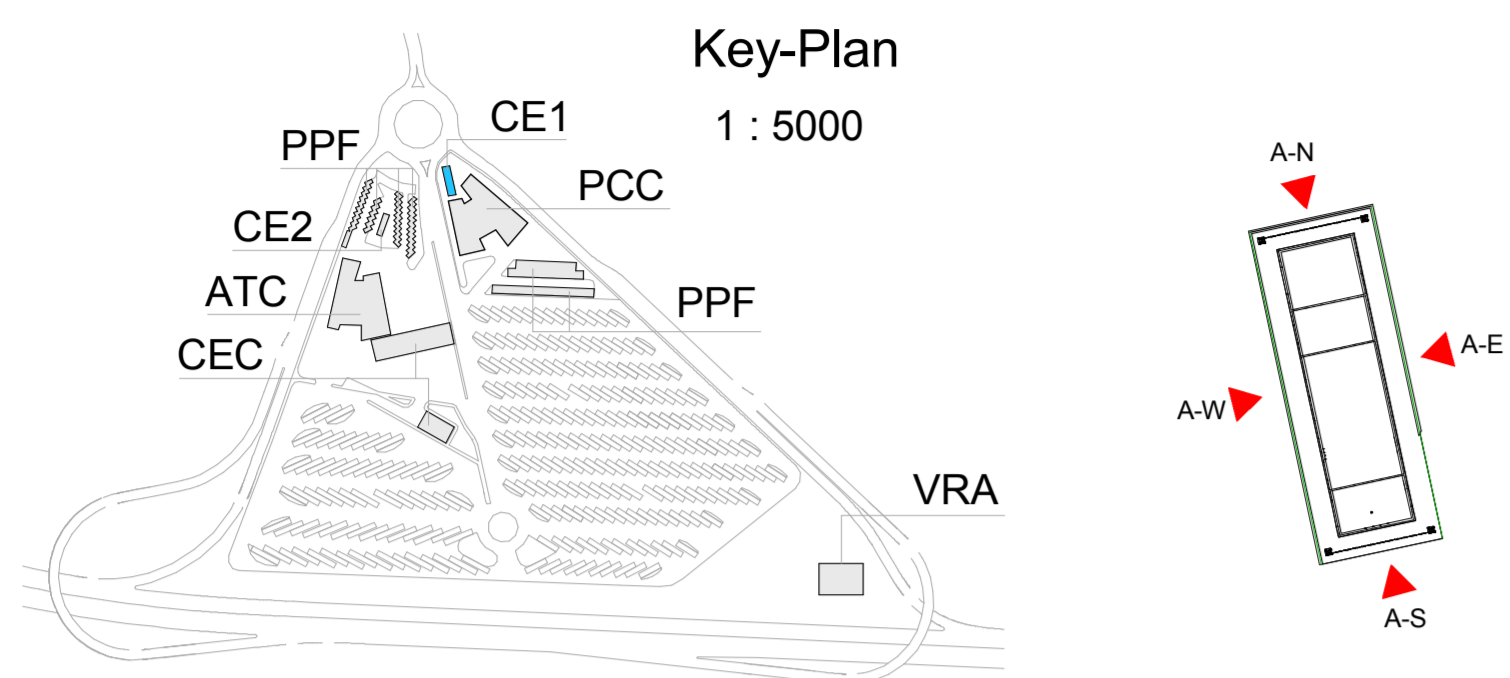 Key-Plan
1 : 5000
CE1
PPF
PCC
CE2
ATC
PPF
CEC
VRA
A-N
A-E
A-W
A-S